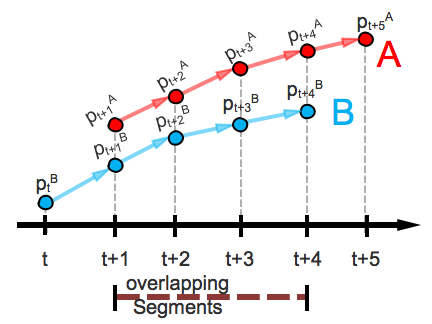 p_{t+5}^A
p_{t+4}^A
A
p_{t+3}^A
p_{t+2}^A
p_{t+1}^A
p_{t+4}^B
B
p_{t+3}^B
p_{t+2}^B
p_{t+1}^B
p_t^B
t t+1 t+2 t+3 t+4 t+5
overlapping
Segments